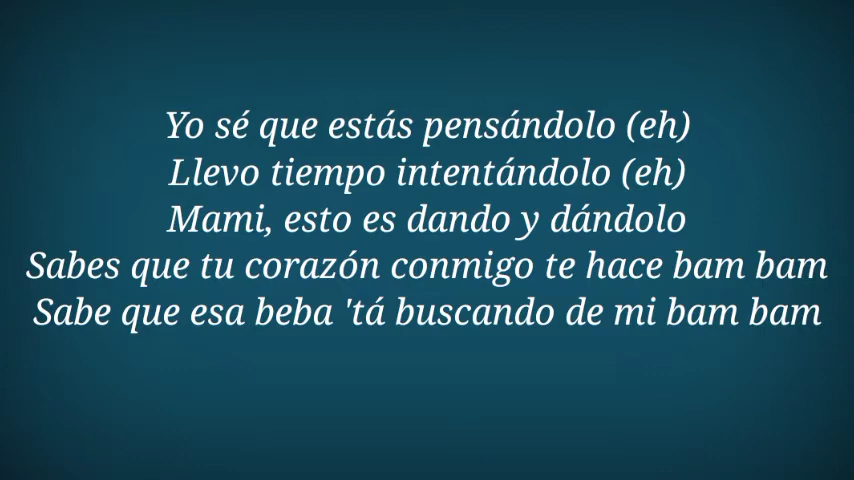 Yo sé que estás pensándolo (eh)
Llevo tiempo intentándolo (eh)
Mami, esto es dando y dándolo
Sabes que tu corazón conmigo te hace bam bam
Sabe que esa beba 'tá buscando de mi bam bam